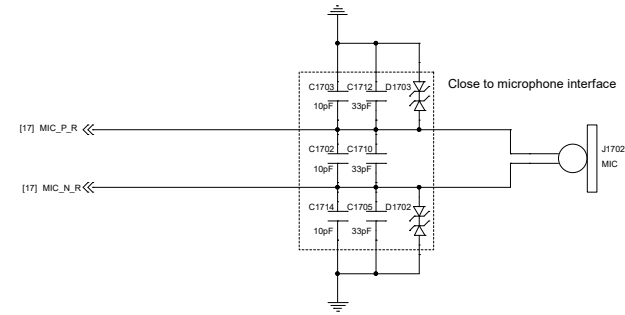 Close to microphone interface
C1703 C1712 D1703
10pF 33pF
[17] MIC_P_R
C1702 C1710
10pF 33pF
J1702
MIC
[17] MIC_N_R
C1714 C1705 D1702
10pF 33pF